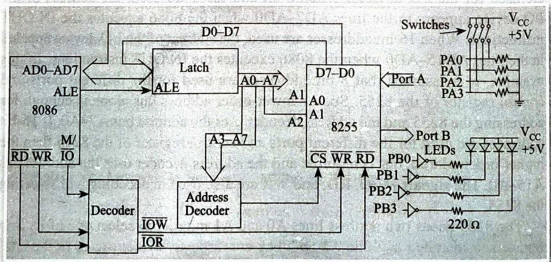 D0–D7
Switches
V_CC
+5V
AD0–AD7
8086
ALE
Latch
ALE
A0–A7
A1
A2
D7–D0
A0
A1
8255
Port A
PA0
PA1
PA2
PA3
Port B
PB0
LEDs
V_CC
+5V
PB1
PB2
PB3
220 Ω
M/
RD WR IO
A3–A7
CS WR RD
Decoder
IOW
IOR
Address
Decoder